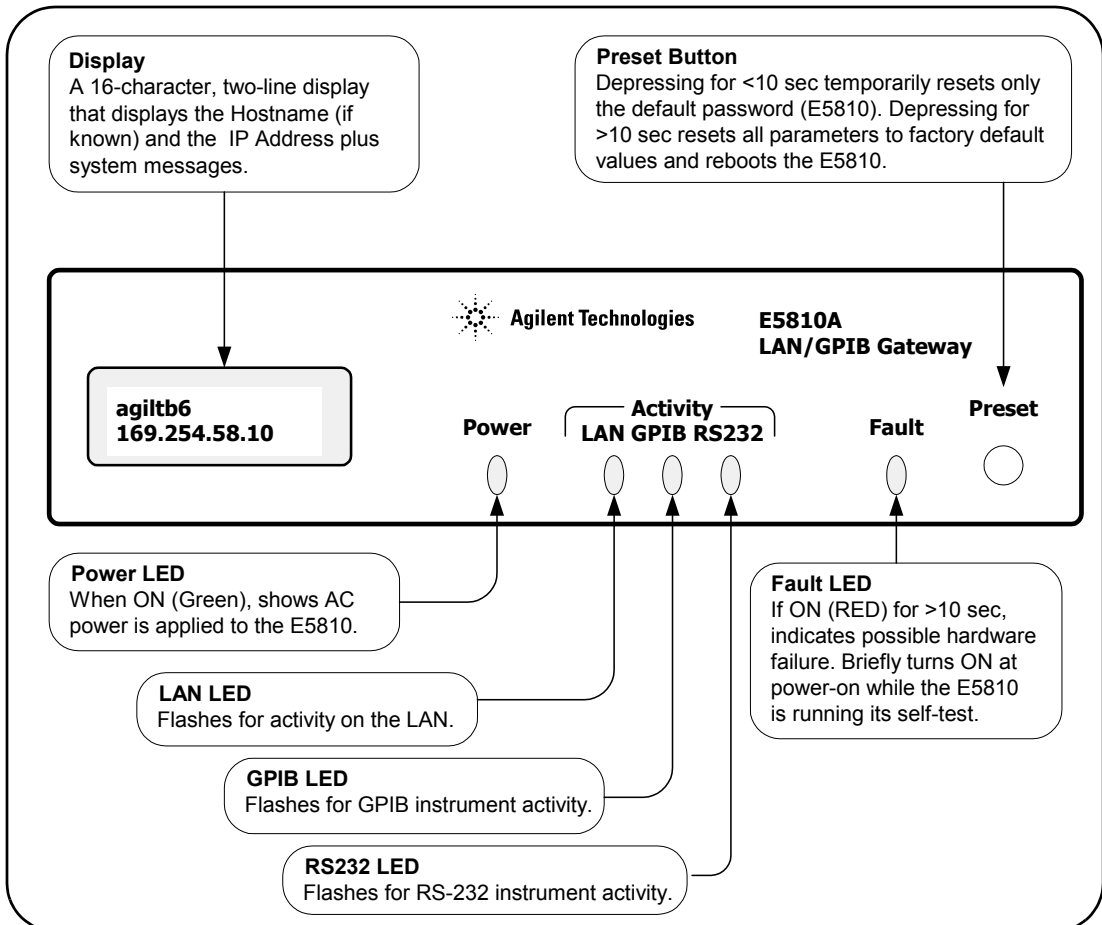 Display
A 16-character, two-line display
that displays the Hostname (if
known) and the IP Address plus
system messages.
Preset Button
Depressing for <10 sec temporarily resets only
the default password (E5810). Depressing for
>10 sec resets all parameters to factory default
values and reboots the E5810.
Agilent Technologies
E5810A
LAN/GPIB Gateway
agiltb6
169.254.58.10
Power
Activity
LAN GPIB RS232
Fault
Preset
Power LED
When ON (Green), shows AC
power is applied to the E5810.
Fault LED
If ON (RED) for >10 sec,
indicates possible hardware
failure. Briefly turns ON at
power-on while the E5810
is running its self-test.
LAN LED
Flashes for activity on the LAN.
GPIB LED
Flashes for GPIB instrument activity.
RS232 LED
Flashes for RS-232 instrument activity.